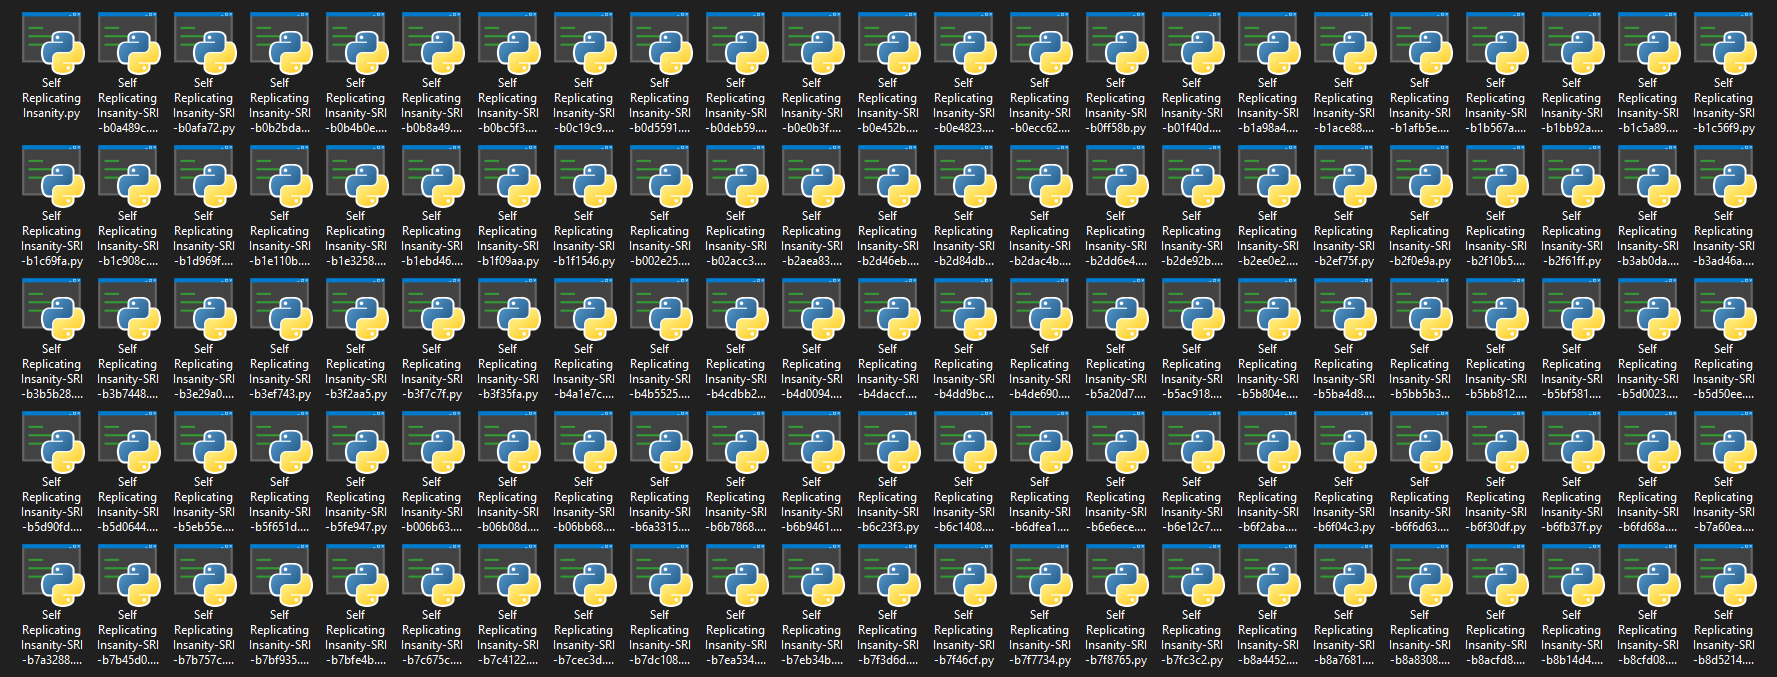 Self
Replicating
Insanity.py
Self
Replicating
Insanity-SRI
-b0a489c....
Self
Replicating
Insanity-SRI
-b0afa72.py
Self
Replicating
Insanity-SRI
-b0b2bda....
Self
Replicating
Insanity-SRI
-b0b4b0e....
Self
Replicating
Insanity-SRI
-b0b8a49....
Self
Replicating
Insanity-SRI
-b0bc5f3....
Self
Replicating
Insanity-SRI
-b0c19c9....
Self
Replicating
Insanity-SRI
-b0d5591....
Self
Replicating
Insanity-SRI
-b0deb59....
Self
Replicating
Insanity-SRI
-b0e0b3f....
Self
Replicating
Insanity-SRI
-b0e452b....
Self
Replicating
Insanity-SRI
-b0e4823....
Self
Replicating
Insanity-SRI
-b0ecc62....
Self
Replicating
Insanity-SRI
-b0ff58b.py
Self
Replicating
Insanity-SRI
-b01f40d....
Self
Replicating
Insanity-SRI
-b1a98a4....
Self
Replicating
Insanity-SRI
-b1ace88....
Self
Replicating
Insanity-SRI
-b1afb5e....
Self
Replicating
Insanity-SRI
-b1b567a....
Self
Replicating
Insanity-SRI
-b1bb92a....
Self
Replicating
Insanity-SRI
-b1c5a89....
Self
Replicating
Insanity-SRI
-b1c56f9.py
Self
Replicating
Insanity-SRI
-b1c69fa.py
Self
Replicating
Insanity-SRI
-b1c908c....
Self
Replicating
Insanity-SRI
-b1d969f....
Self
Replicating
Insanity-SRI
-b1e110b....
Self
Replicating
Insanity-SRI
-b1e3258....
Self
Replicating
Insanity-SRI
-b1ebd46....
Self
Replicating
Insanity-SRI
-b1f09aa.py
Self
Replicating
Insanity-SRI
-b1f1546.py
Self
Replicating
Insanity-SRI
-b002e25....
Self
Replicating
Insanity-SRI
-b02acc3....
Self
Replicating
Insanity-SRI
-b2aea83....
Self
Replicating
Insanity-SRI
-b2d46eb....
Self
Replicating
Insanity-SRI
-b2d84db....
Self
Replicating
Insanity-SRI
-b2dac4b....
Self
Replicating
Insanity-SRI
-b2dd6e4....
Self
Replicating
Insanity-SRI
-b2de92b....
Self
Replicating
Insanity-SRI
-b2ee0e2....
Self
Replicating
Insanity-SRI
-b2ef75f.py
Self
Replicating
Insanity-SRI
-b2f0e9a.py
Self
Replicating
Insanity-SRI
-b2f10b5....
Self
Replicating
Insanity-SRI
-b2f61ff.py
Self
Replicating
Insanity-SRI
-b3ab0da....
Self
Replicating
Insanity-SRI
-b3ad46a....
Self
Replicating
Insanity-SRI
-b3b5b28....
Self
Replicating
Insanity-SRI
-b3b7448....
Self
Replicating
Insanity-SRI
-b3e29a0....
Self
Replicating
Insanity-SRI
-b3ef743.py
Self
Replicating
Insanity-SRI
-b3f2aa5.py
Self
Replicating
Insanity-SRI
-b3f7c7f.py
Self
Replicating
Insanity-SRI
-b3f35fa.py
Self
Replicating
Insanity-SRI
-b4a1e7c....
Self
Replicating
Insanity-SRI
-b4b5525....
Self
Replicating
Insanity-SRI
-b4cdbb2....
Self
Replicating
Insanity-SRI
-b4d0094....
Self
Replicating
Insanity-SRI
-b4daccf....
Self
Replicating
Insanity-SRI
-b4dd9bc....
Self
Replicating
Insanity-SRI
-b4de690....
Self
Replicating
Insanity-SRI
-b5a20d7....
Self
Replicating
Insanity-SRI
-b5ac918....
Self
Replicating
Insanity-SRI
-b5b804e....
Self
Replicating
Insanity-SRI
-b5ba4d8....
Self
Replicating
Insanity-SRI
-b5bb5b3....
Self
Replicating
Insanity-SRI
-b5bb812....
Self
Replicating
Insanity-SRI
-b5bf581....
Self
Replicating
Insanity-SRI
-b5d0023....
Self
Replicating
Insanity-SRI
-b5d50ee....
Self
Replicating
Insanity-SRI
-b5d90fd....
Self
Replicating
Insanity-SRI
-b5d0644....
Self
Replicating
Insanity-SRI
-b5eb55e....
Self
Replicating
Insanity-SRI
-b5f651d....
Self
Replicating
Insanity-SRI
-b5fe947.py
Self
Replicating
Insanity-SRI
-b006b63....
Self
Replicating
Insanity-SRI
-b06b08d....
Self
Replicating
Insanity-SRI
-b06bb68....
Self
Replicating
Insanity-SRI
-b6a3315....
Self
Replicating
Insanity-SRI
-b6b7868....
Self
Replicating
Insanity-SRI
-b6b9461....
Self
Replicating
Insanity-SRI
-b6c23f3.py
Self
Replicating
Insanity-SRI
-b6c1408....
Self
Replicating
Insanity-SRI
-b6dfea1....
Self
Replicating
Insanity-SRI
-b6e6ece....
Self
Replicating
Insanity-SRI
-b6e12c7....
Self
Replicating
Insanity-SRI
-b6f2aba....
Self
Replicating
Insanity-SRI
-b6f04c3.py
Self
Replicating
Insanity-SRI
-b6f6d63....
Self
Replicating
Insanity-SRI
-b6f30df.py
Self
Replicating
Insanity-SRI
-b6fb37f.py
Self
Replicating
Insanity-SRI
-b6fd68a....
Self
Replicating
Insanity-SRI
-b7a60ea....
Self
Replicating
Insanity-SRI
-b7a3288....
Self
Replicating
Insanity-SRI
-b7b45d0....
Self
Replicating
Insanity-SRI
-b7b757c....
Self
Replicating
Insanity-SRI
-b7bf935....
Self
Replicating
Insanity-SRI
-b7bfe4b....
Self
Replicating
Insanity-SRI
-b7c675c....
Self
Replicating
Insanity-SRI
-b7c4122....
Self
Replicating
Insanity-SRI
-b7cec3d....
Self
Replicating
Insanity-SRI
-b7dc108....
Self
Replicating
Insanity-SRI
-b7ea534....
Self
Replicating
Insanity-SRI
-b7eb34b....
Self
Replicating
Insanity-SRI
-b7f3d6d....
Self
Replicating
Insanity-SRI
-b7f46cf.py
Self
Replicating
Insanity-SRI
-b7f7734.py
Self
Replicating
Insanity-SRI
-b7f8765.py
Self
Replicating
Insanity-SRI
-b7fc3c2.py
Self
Replicating
Insanity-SRI
-b8a4452....
Self
Replicating
Insanity-SRI
-b8a7681....
Self
Replicating
Insanity-SRI
-b8a8308....
Self
Replicating
Insanity-SRI
-b8acfd8....
Self
Replicating
Insanity-SRI
-b8b14d4....
Self
Replicating
Insanity-SRI
-b8cfd08....
Self
Replicating
Insanity-SRI
-b8d5214....